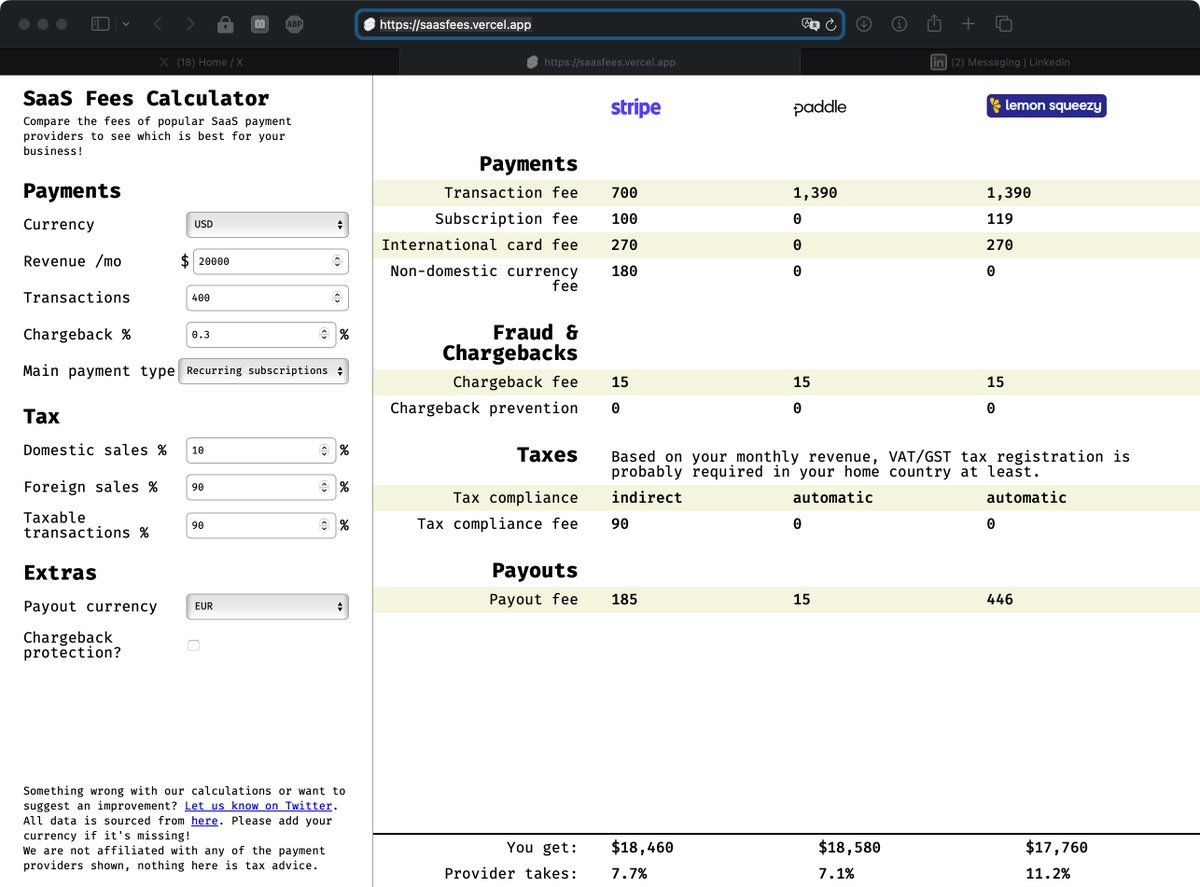 https://saasfees.vercel.app
ABP
(18) Home / X
https://saasfees.vercel.app
in (2) Messaging | LinkedIn
SaaS Fees Calculator
Compare the fees of popular SaaS payment
providers to see which is best for your
business!
Payments
Currency USD
Revenue /mo $ 20000
Transactions 400
Chargeback % 0.3 %
Main payment type Recurring subscriptions
Tax
Domestic sales % 10 %
Foreign sales % 90 %
Taxable
transactions % 90 %
Extras
Payout currency EUR
Chargeback
protection?
Something wrong with our calculations or want to
suggest an improvement? Let us know on Twitter.
All data is sourced from here. Please add your
currency if it's missing!
We are not affiliated with any of the payment
providers shown, nothing here is tax advice.
stripe paddle lemon squeezy
Payments
Transaction fee 700 1,390 1,390
Subscription fee 100 0 119
International card fee 270 0 270
Non-domestic currency 180 0 0
fee
Fraud &
Chargebacks
Chargeback fee 15 15 15
Chargeback prevention 0 0 0
Taxes Based on your monthly revenue, VAT/GST tax registration is
probably required in your home country at least.
Tax compliance indirect automatic automatic
Tax compliance fee 90 0 0
Payouts
Payout fee 185 15 446
You get: $18,460 $18,580 $17,760
Provider takes: 7.7% 7.1% 11.2%